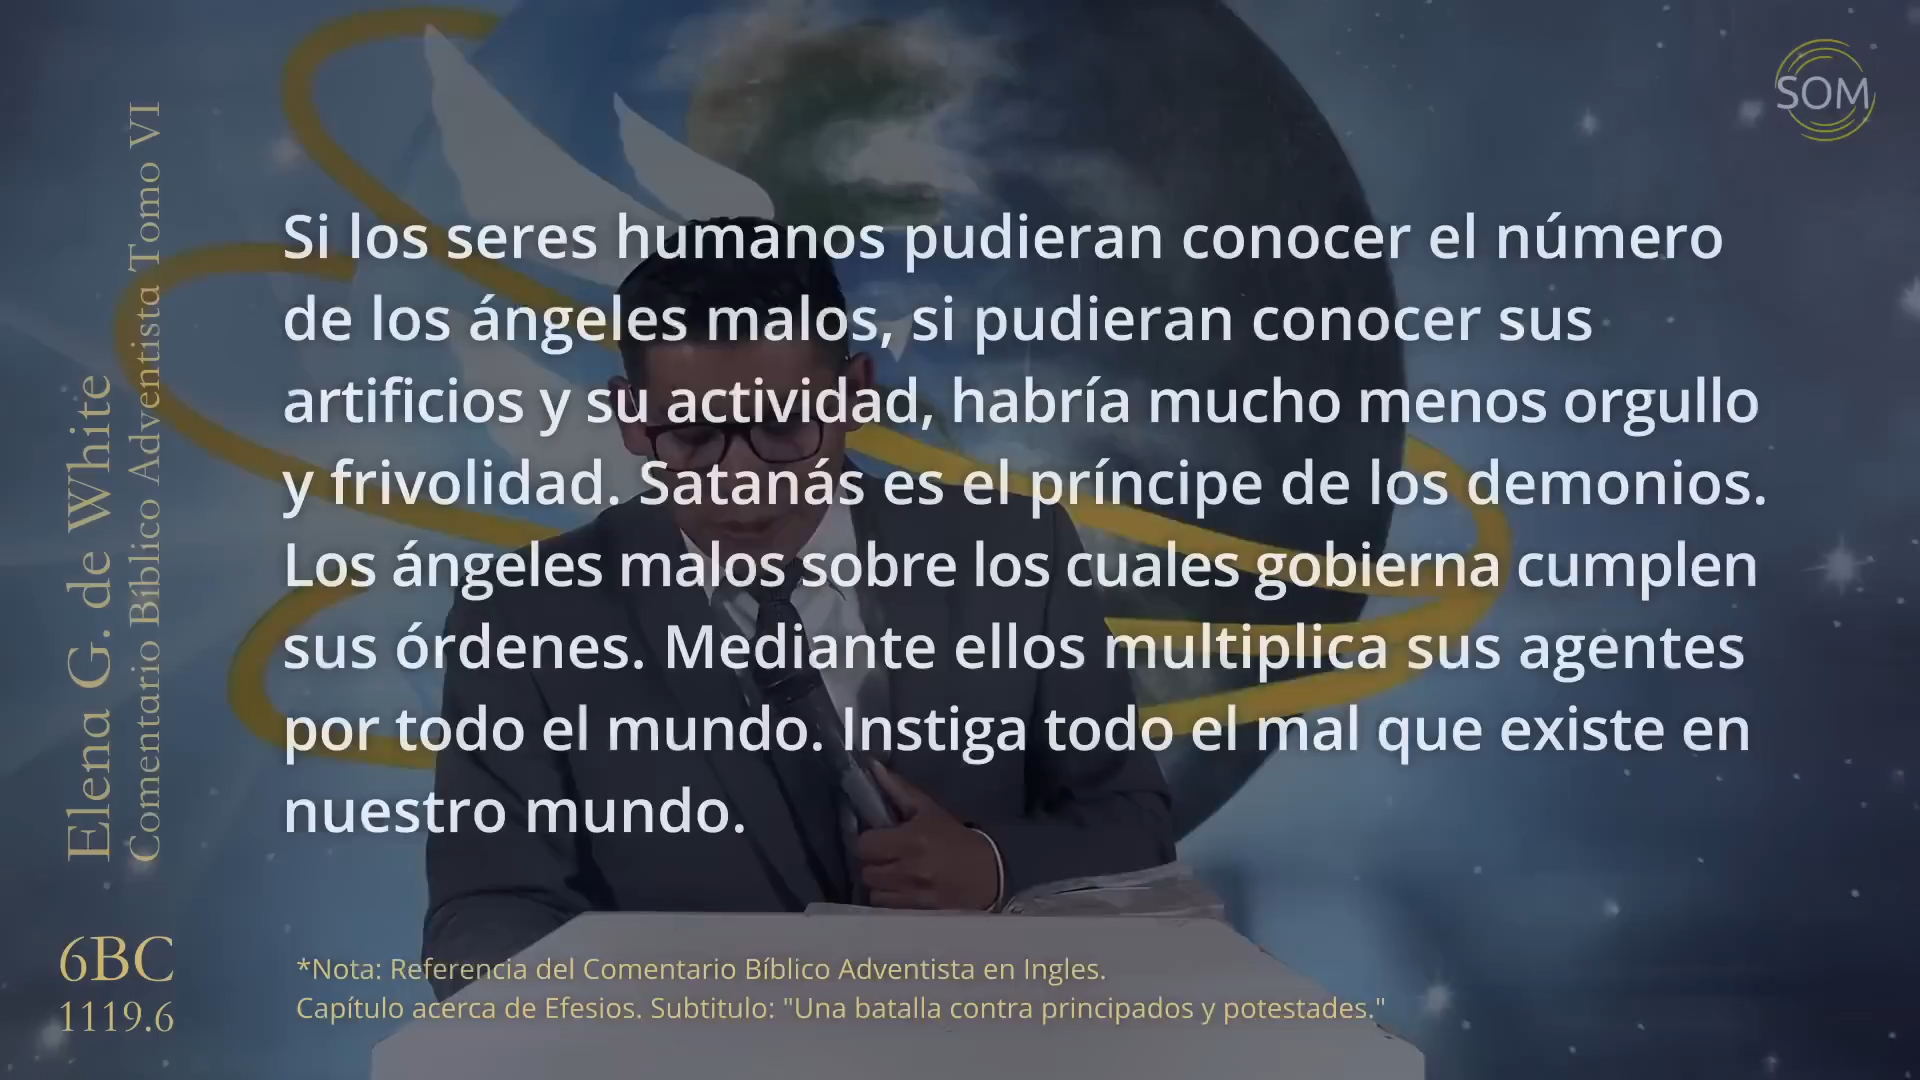 SOM
Si los seres humanos pudieran conocer el número
de los ángeles malos, si pudieran conocer sus
artificios y su actividad, habría mucho menos orgullo
y frivolidad. Satanás es el príncipe de los demonios.
Los ángeles malos sobre los cuales gobierna cumplen
sus órdenes. Mediante ellos multiplica sus agentes
por todo el mundo. Instiga todo el mal que existe en
nuestro mundo.
Elena G. de White
Comentario Bíblico Adventista Tomo VI
6BC
1119.6
*Nota: Referencia del Comentario Bíblico Adventista en Ingles.
Capítulo acerca de Efesios. Subtitulo: "Una batalla contra principados y potestades."